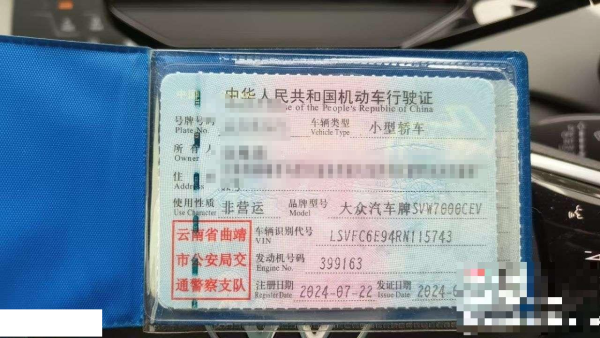 中华人民共和国机动车行驶证
se of the People's Republic of China
号牌号码
Plate No.
车辆类型 小型轿车
Vehicle Type
所有人
Owner
住
Address
使用性质 非营运 品牌型号 大众汽车牌SVW7000CEV
Use Character Model
云南省曲靖
市公安局交
通警察支队
车辆识别代号 LSVFC6E94RN115743
VIN
发动机号码 399163
Engine No.
注册日期 2024-07-22 发证日期 2024-
Register Date Issue Date